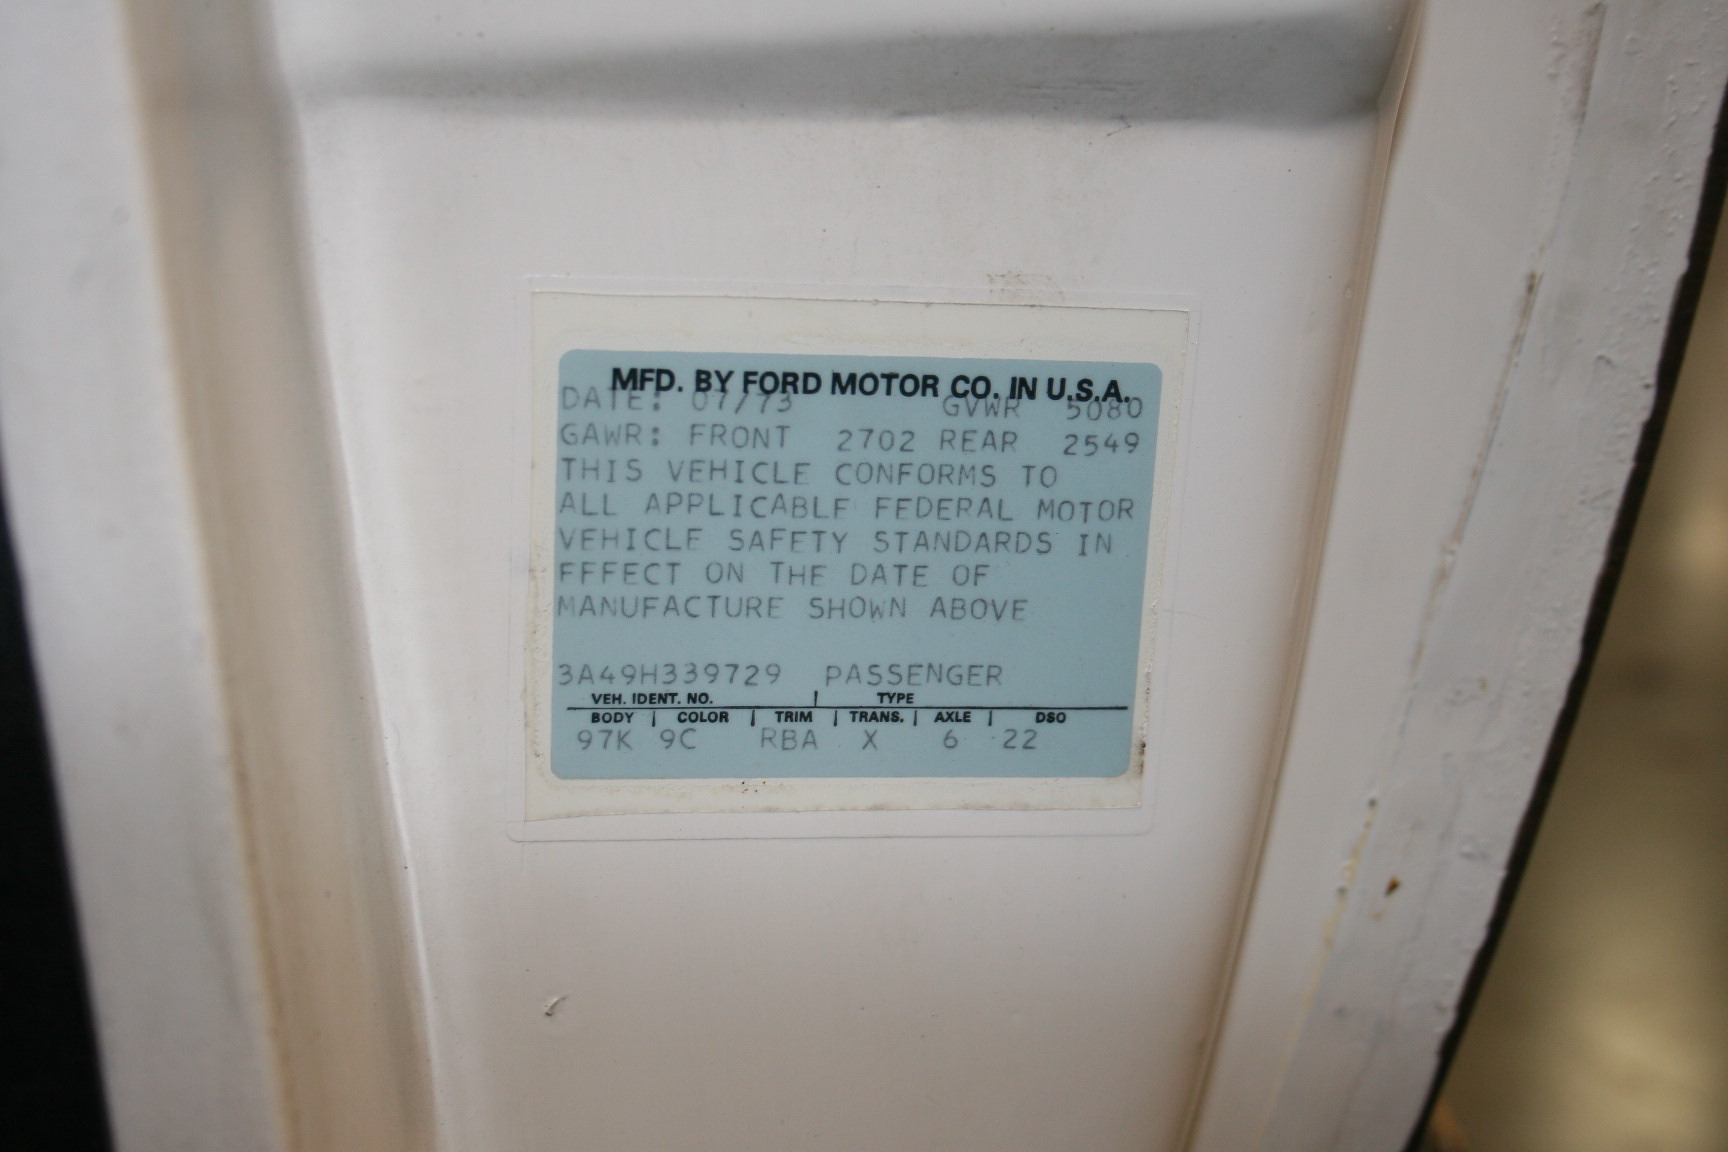 MFD. BY FORD MOTOR CO. IN U.S.A.
DATE: 07/73 GVWR 5080
GAWR: FRONT 2702 REAR 2549
THIS VEHICLE CONFORMS TO
ALL APPLICABLE FEDERAL MOTOR
VEHICLE SAFETY STANDARDS IN
EFFECT ON THE DATE OF
MANUFACTURE SHOWN ABOVE
3A49H339729 PASSENGER
VEH. IDENT. NO. | TYPE
BODY | COLOR | TRIM | TRANS. | AXLE | DSO
97K 9C RBA X 6 22